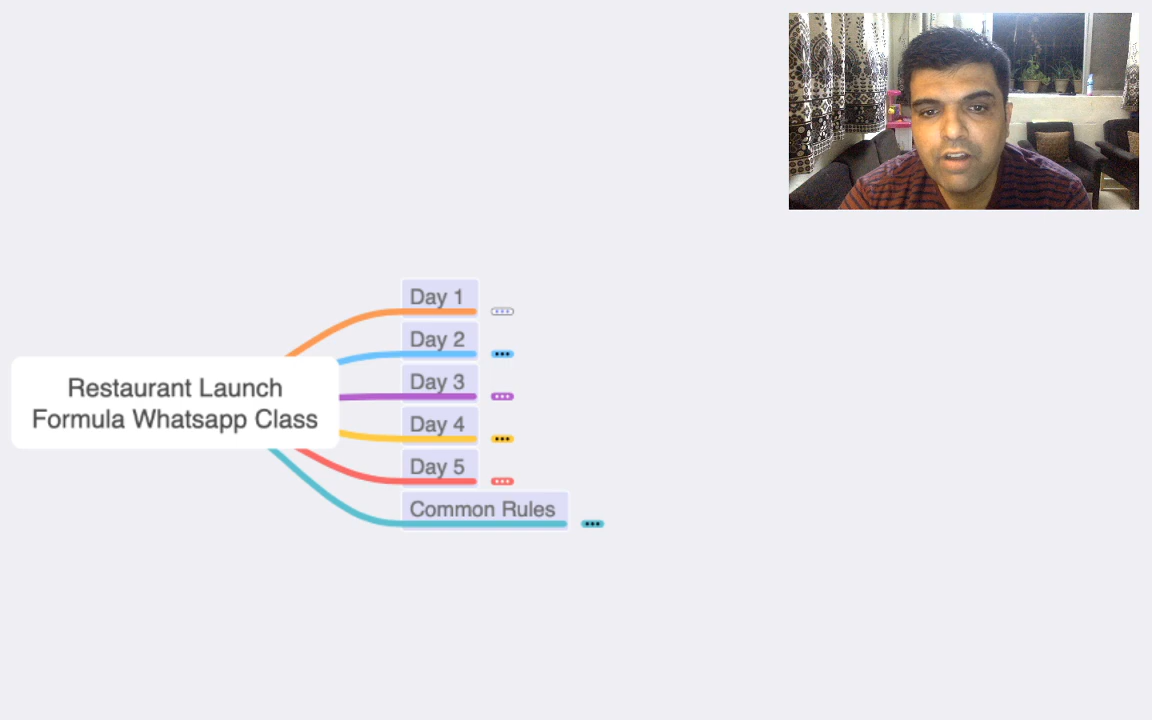 Restaurant Launch
Formula Whatsapp Class
Day 1
Day 2
Day 3
Day 4
Day 5
Common Rules